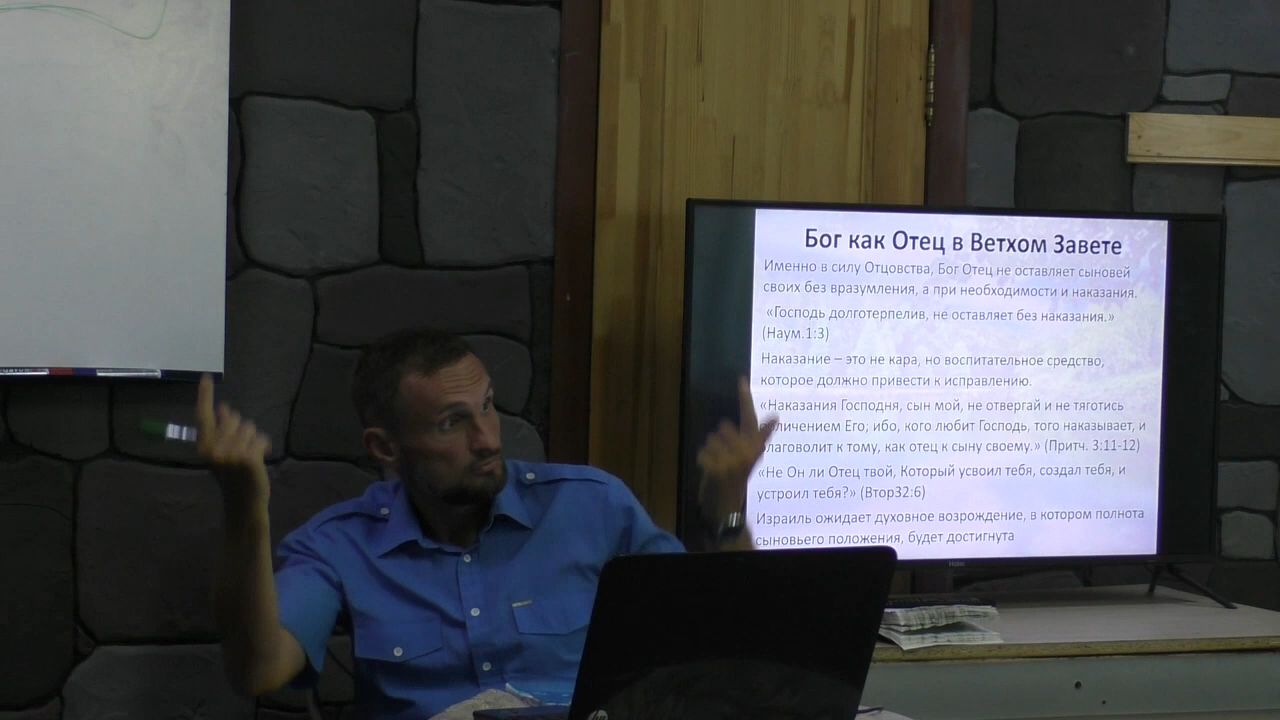 Бог как Отец в Ветхом Завете
Именно в силу Отцовства, Бог Отец не оставляет сыновей
своих без вразумления, а при необходимости и наказания.
«Господь долготерпелив, не оставляет без наказания.»
(Наум.1:3)
Наказание – это не кара, но воспитательное средство,
которое должно привести к исправлению.
«Наказания Господня, сын мой, не отвергай и не тяготись
обличением Его; ибо, кого любит Господь, того наказывает, и
благоволит к тому, как отец к сыну своему.» (Притч. 3:11-12)
«Не Он ли Отец твой, Который усвоил тебя, создал тебя, и
устроил тебя?» (Втор32:6)
Израиль ожидает духовное возрождение, в котором полнота
сыновьего положения, будет достигнута
Haier
hp